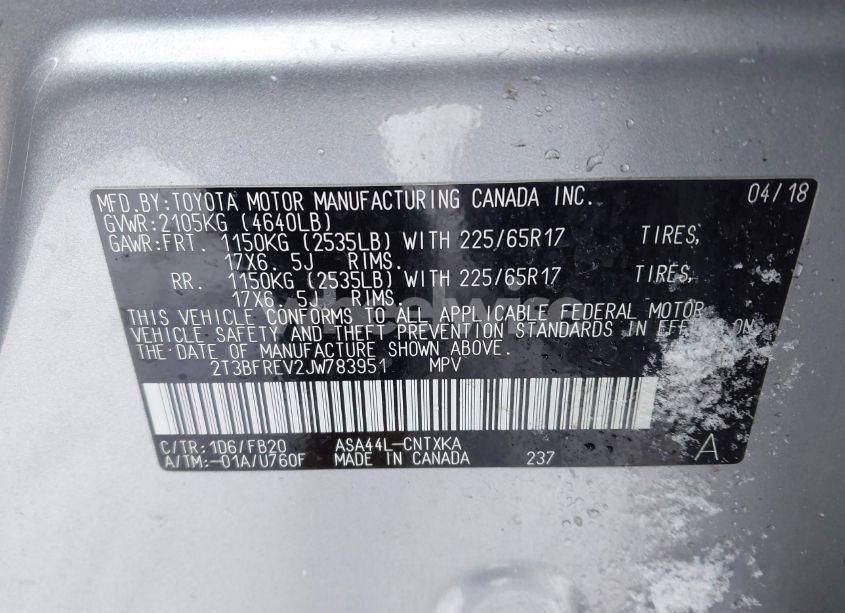 MFD.BY:TOYOTA MOTOR MANUFACTURING CANADA INC. 04/18
GVWR:2105KG (4640LB)
GAWR:FRT. 1150KG (2535LB) WITH 225/65R17 TIRES,
17X6. 5J RIMS.
RR. 1150KG (2535LB) WITH 225/65R17 TIRES,
17X6. 5J RIMS.
THIS VEHICLE CONFORMS TO ALL APPLICABLE FEDERAL MOTOR
VEHICLE SAFETY AND THEFT PREVENTION STANDARDS IN EFFECT ON
THE DATE OF MANUFACTURE SHOWN ABOVE.
2T3BFREV2JW783951 MPV
C/TR:1D6/FB20 ASA44L-CNTXKA
A/TM:-01A/U760F MADE IN CANADA 237 A